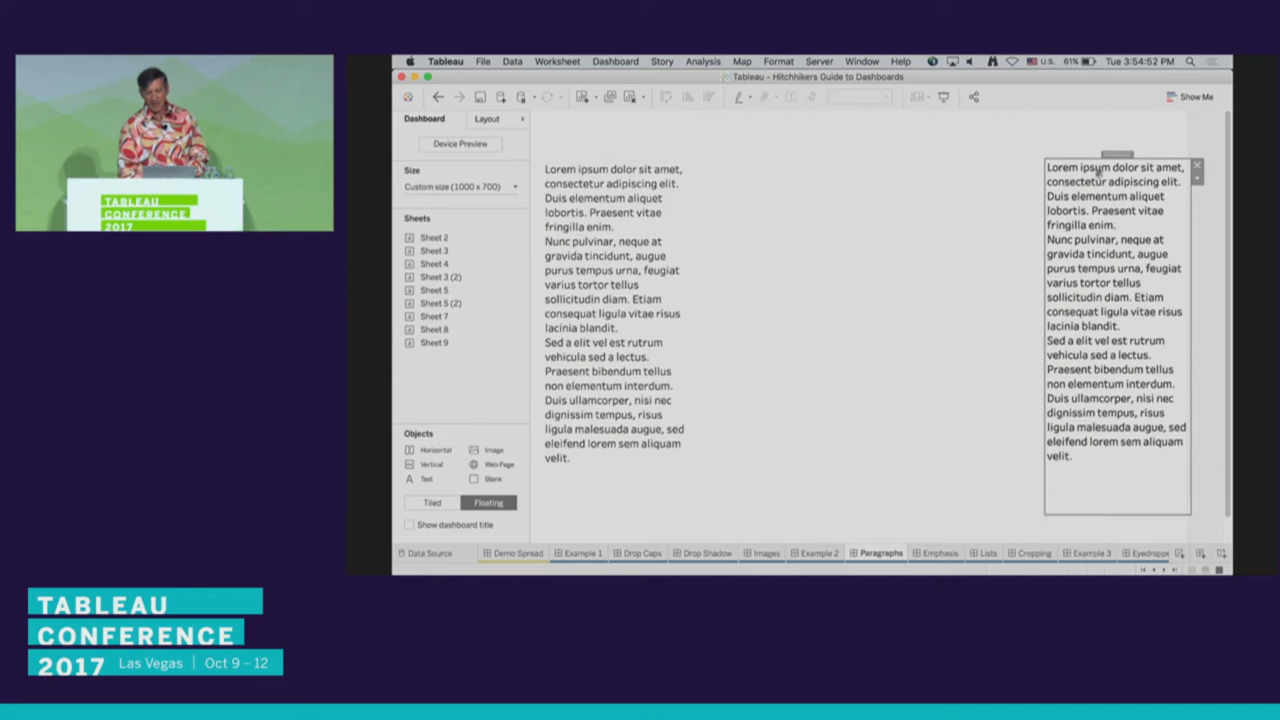 TABLEAU
CONFERENCE
2017
Tableau File Data Worksheet Dashboard Story Analysis Map Format Server Window Help U.S. 61% Tue 3:54:52 PM
Tableau - Hitchhikers Guide to Dashboards
Show Me
Dashboard Layout
Device Preview
Size
Custom size (1000 x 700)
Sheets
Sheet 2
Sheet 3
Sheet 4
Sheet 3 (2)
Sheet 5
Sheet 5 (2)
Sheet 7
Sheet 8
Sheet 9
Objects
Horizontal Image
Vertical Web Page
Text Blank
Tiled Floating
Show dashboard title
Lorem ipsum dolor sit amet,
consectetur adipiscing elit.
Duis elementum aliquet
lobortis. Praesent vitae
fringilla enim.
Nunc pulvinar, neque at
gravida tincidunt, augue
purus tempus urna, feugiat
varius tortor tellus
sollicitudin diam. Etiam
consequat ligula vitae risus
lacinia blandit.
Sed a elit vel est rutrum
vehicula sed a lectus.
Praesent bibendum tellus
non elementum interdum.
Duis ullamcorper, nisi nec
dignissim tempus, risus
ligula malesuada augue, sed
eleifend lorem sem aliquam
velit.
Lorem ipsum dolor sit amet,
consectetur adipiscing elit.
Duis elementum aliquet
lobortis. Praesent vitae
fringilla enim.
Nunc pulvinar, neque at
gravida tincidunt, augue
purus tempus urna, feugiat
varius tortor tellus
sollicitudin diam. Etiam
consequat ligula vitae risus
lacinia blandit.
Sed a elit vel est rutrum
vehicula sed a lectus.
Praesent bibendum tellus
non elementum interdum.
Duis ullamcorper, nisi nec
dignissim tempus, risus
ligula malesuada augue, sed
eleifend lorem sem aliquam
velit.
Data Source Demo Spread Example 1 Drop Caps Drop Shadow Images Example 2 Paragraphs Emphasis Lists Cropping Example 3 Eyedroppe
TABLEAU
CONFERENCE
2017 Las Vegas | Oct 9 – 12